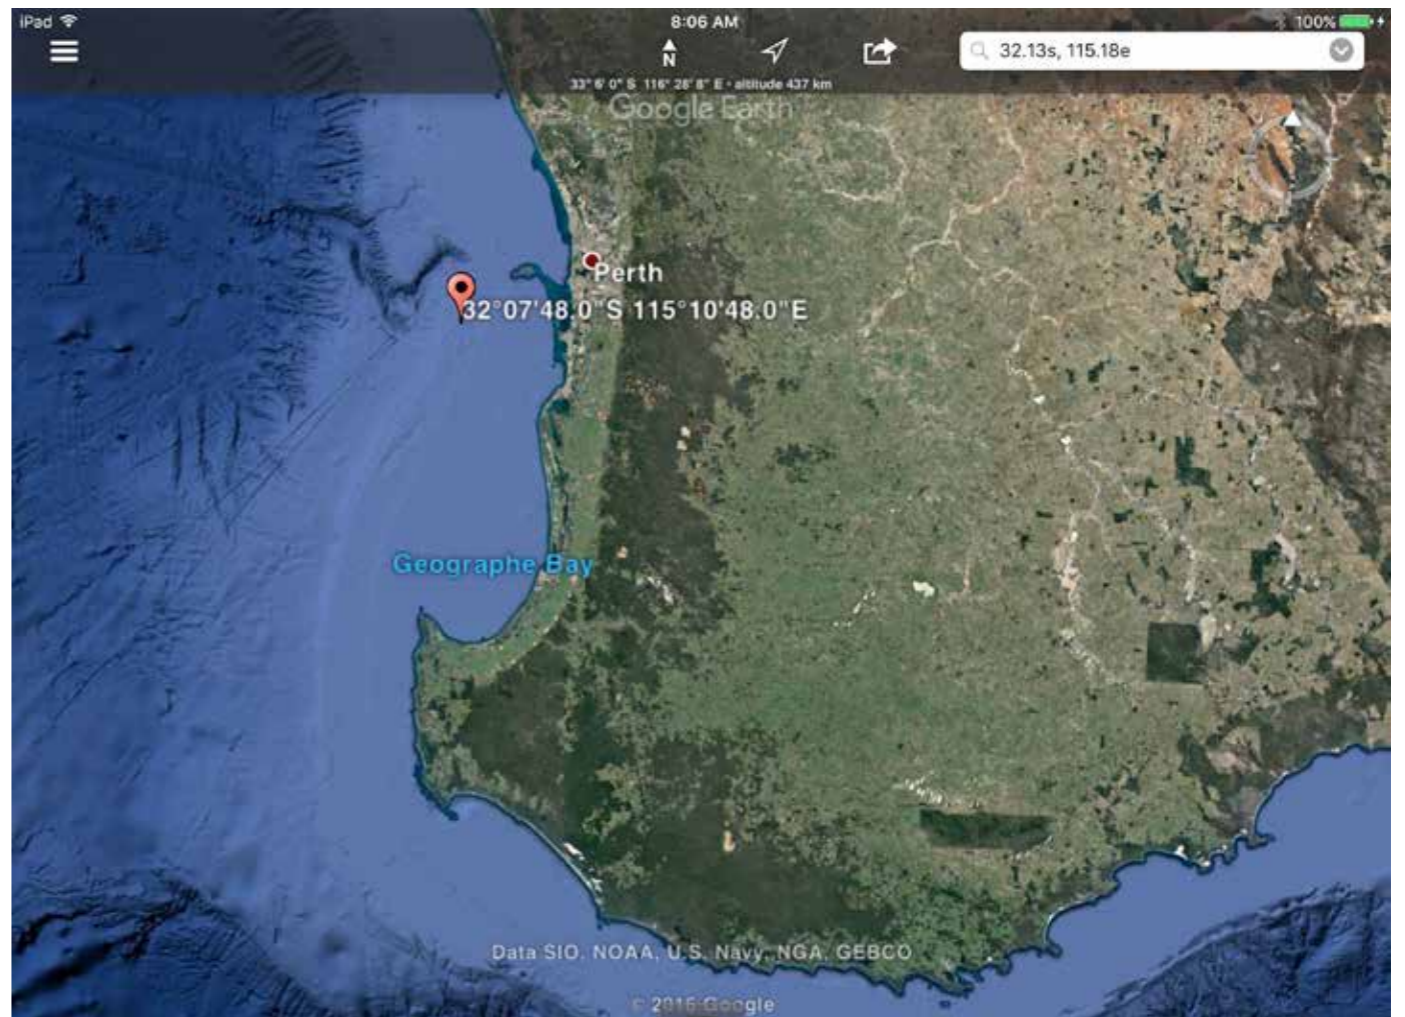 iPad 8:06 AM 100%
N
32.13s, 115.18e
33° 6' 0" S 116° 28' 8" E - altitude 437 km
Google Earth
Perth
32°07'48.0"S 115°10'48.0"E
Geographe Bay
Data SIO, NOAA, U.S. Navy, NGA, GEBCO
© 2016 Google